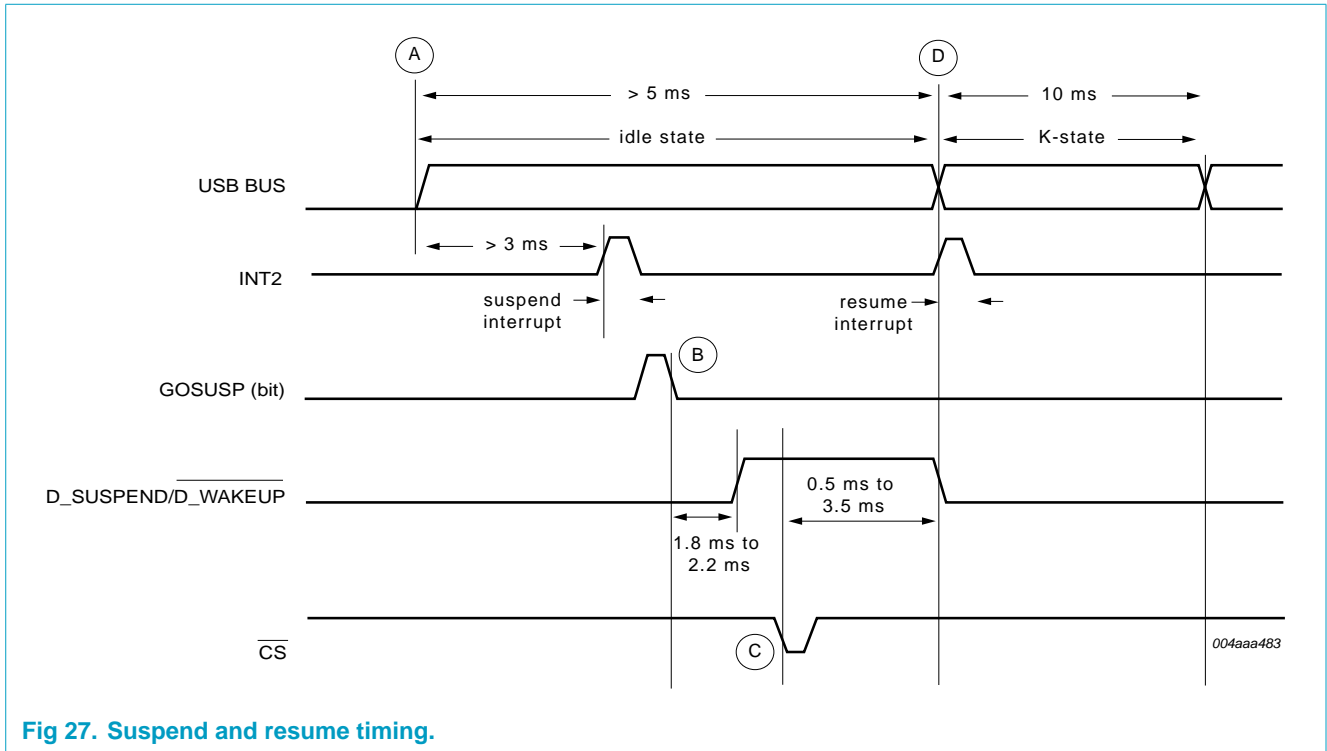 A
D
> 5 ms
10 ms
idle state
K-state
USB BUS
> 3 ms
INT2
suspend
interrupt
resume
interrupt
B
GOSUSP (bit)
D_SUSPEND/D_WAKEUP
0.5 ms to
3.5 ms
1.8 ms to
2.2 ms
C
CS
004aaa483
Fig 27. Suspend and resume timing.